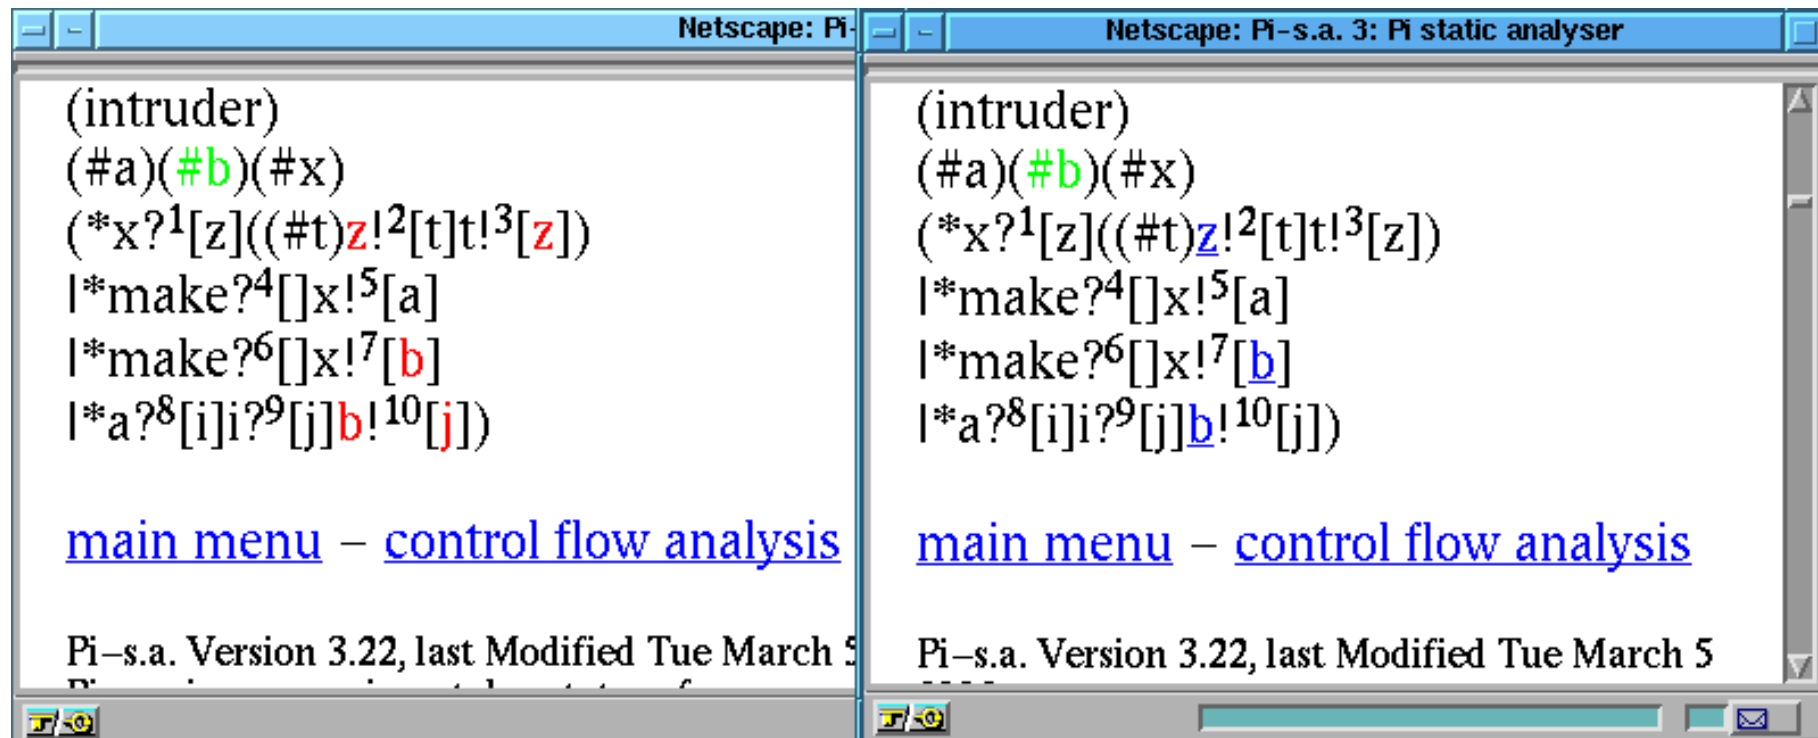 Netscape: Pi-
(intruder)
(#a)(#b)(#x)
(*x?1[z]((#t)z!2[t]t!3[z])
|*make?4[]x!5[a]
|*make?6[]x!7[b]
|*a?8[i]i?9[j]b!10[j])
main menu – control flow analysis
Pi–s.a. Version 3.22, last Modified Tue March 5
Netscape: Pi–s.a. 3: Pi static analyser
(intruder)
(#a)(#b)(#x)
(*x?1[z]((#t)z!2[t]t!3[z])
|*make?4[]x!5[a]
|*make?6[]x!7[b]
|*a?8[i]i?9[j]b!10[j])
main menu – control flow analysis
Pi–s.a. Version 3.22, last Modified Tue March 5